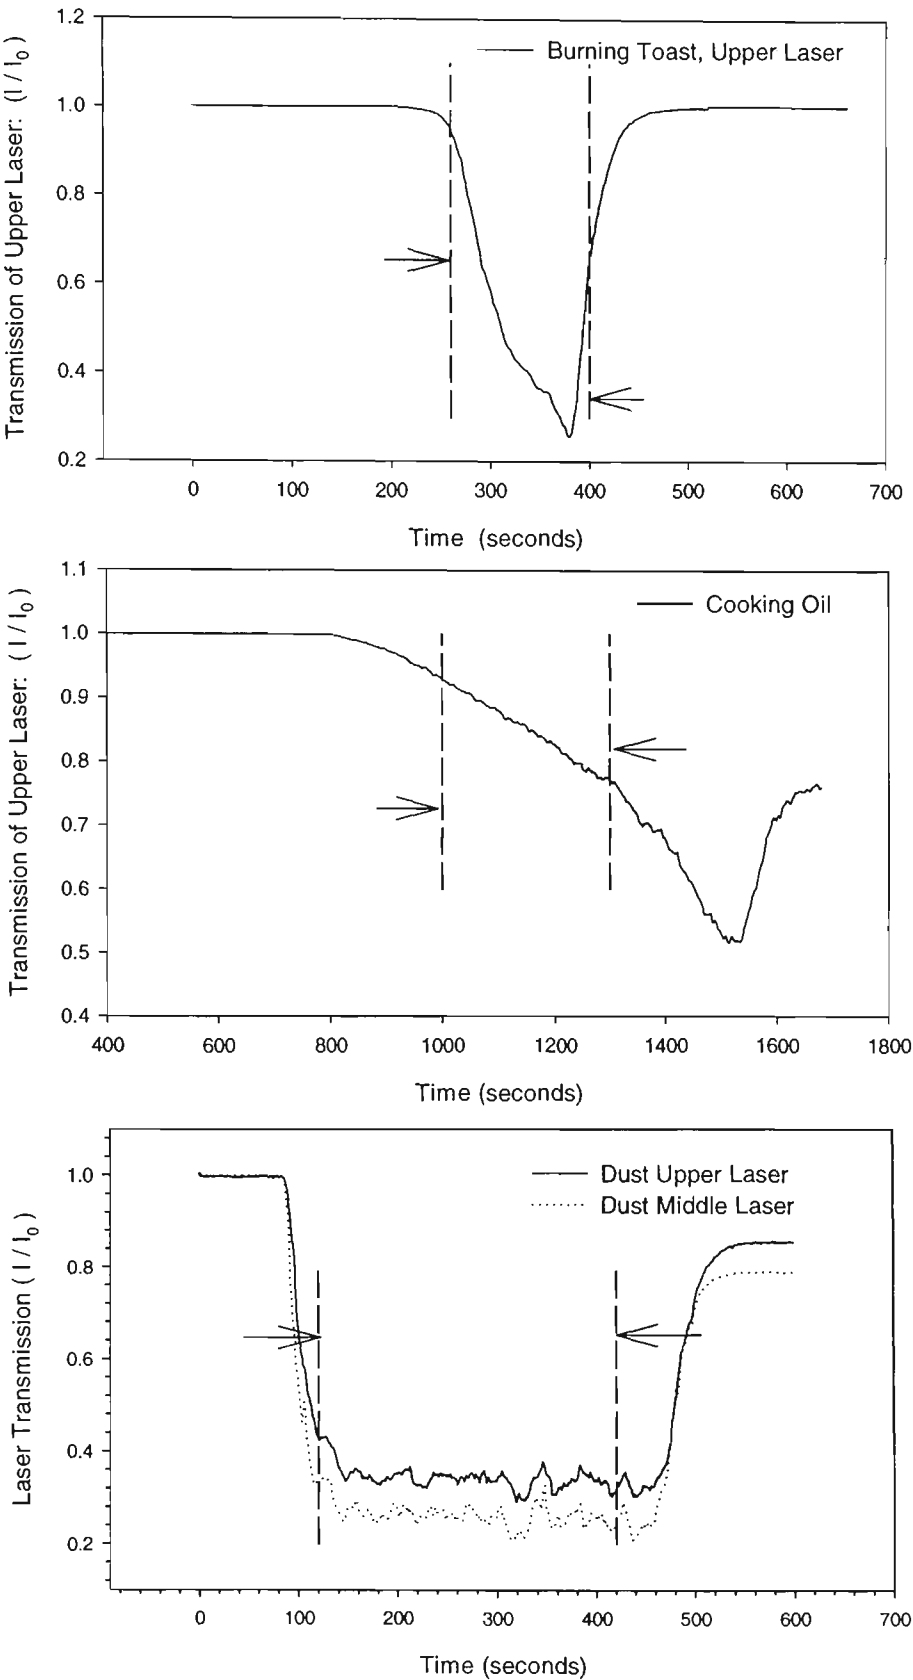 1.2
Burning Toast, Upper Laser
1.0
0.8
0.6
0.4
0.2
Transmission of Upper Laser: (I / I0)
0 100 200 300 400 500 600 700
Time (seconds)
1.1
Cooking Oil
1.0
0.9
0.8
0.7
0.6
0.5
0.4
Transmission of Upper Laser: ( I / I0 )
400 600 800 1000 1200 1400 1600 1800
Time (seconds)
1.0
Dust Upper Laser
Dust Middle Laser
0.8
0.6
0.4
0.2
Laser Transmission ( I / I0 )
0 100 200 300 400 500 600 700
Time (seconds)